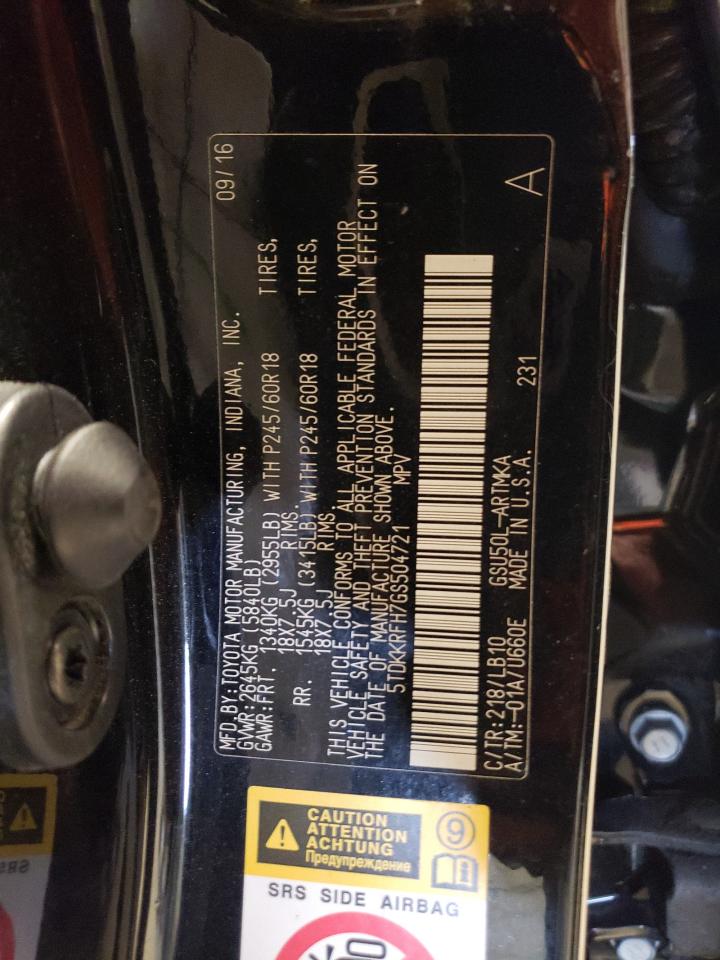 MFD.BY:TOYOTA MOTOR MANUFACTURING, INDIANA, INC. 09/16
GVWR:2645KG (5840LB)
GAWR:FRT. 1340KG (2955LB) WITH P245/60R18 TIRES,
18X7.5J RIMS.
RR. 1545KG (3415LB) WITH P245/60R18 TIRES,
18X7.5J RIMS.
THIS VEHICLE CONFORMS TO ALL APPLICABLE FEDERAL MOTOR
VEHICLE SAFETY AND THEFT PREVENTION STANDARDS IN EFFECT ON
THE DATE OF MANUFACTURE SHOWN ABOVE.
5TDKKRFH7GS504721 MPV
C/TR:218/LB10 GSU50L-ARTMKA
A/TM:-01A/U660E MADE IN U.S.A. 231 A
CAUTION
ATTENTION
ACHTUNG
Предупреждение
9
SRS SIDE AIRBAG
SRS